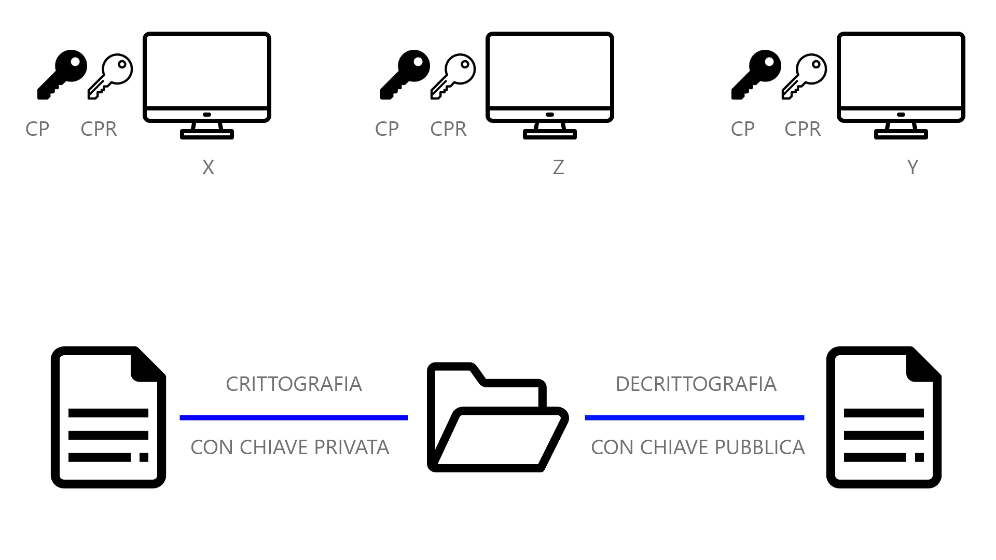 CP CPR
CP CPR
CP CPR
X
Z
Y
CRITTOGRAFIA
CON CHIAVE PRIVATA
DECRITTOGRAFIA
CON CHIAVE PUBBLICA